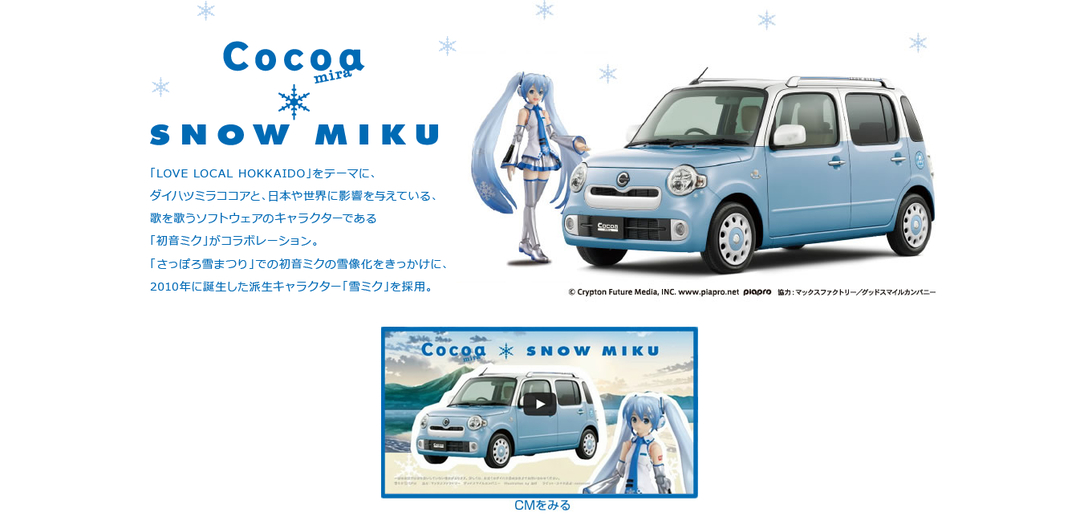 Cocoa
mira
SNOW MIKU
「LOVE LOCAL HOKKAIDO」をテーマに、
ダイハツミラココアと、日本や世界に影響を与えている、
歌を歌うソフトウェアのキャラクターである
「初音ミク」がコラボレーション。
「さっぽろ雪まつり」での初音ミクの雪像化をきっかけに、
2010年に誕生した派生キャラクター「雪ミク」を採用。
Cocoa
© Crypton Future Media, INC. www.piapro.net piapro 協力：マックスファクトリー／グッドスマイルカンパニー
Cocoa SNOW MIKU
mira
CMをみる